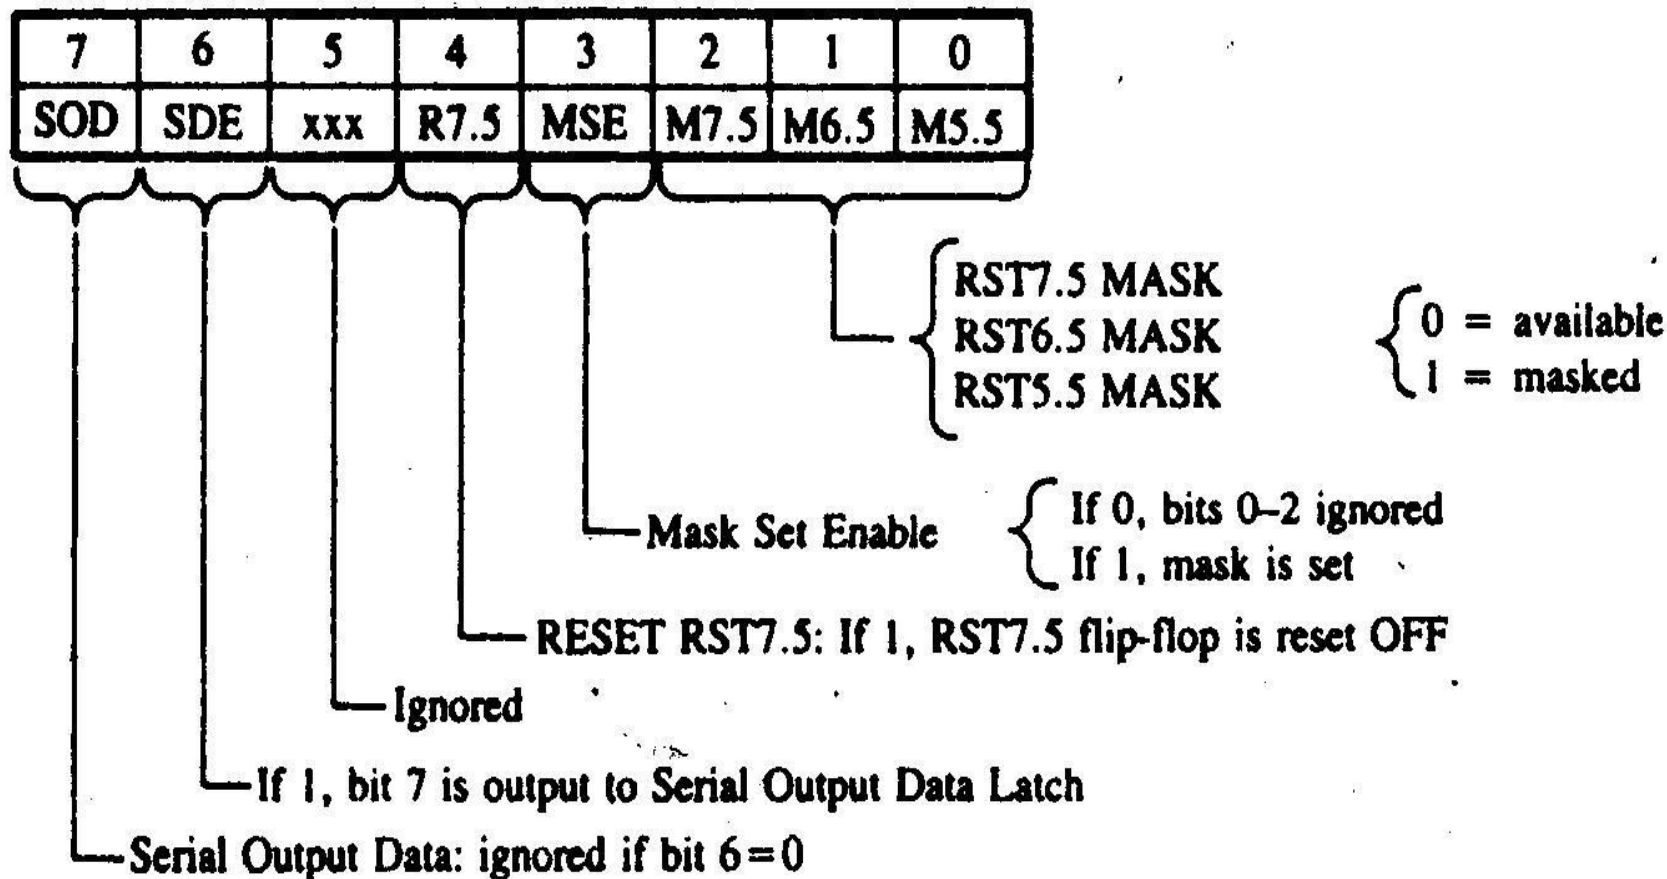 7 6 5 4 3 2 1 0
SOD SDE xxx R7.5 MSE M7.5 M6.5 M5.5
RST7.5 MASK
RST6.5 MASK
RST5.5 MASK
0 = available
1 = masked
Mask Set Enable
If 0, bits 0–2 ignored
If 1, mask is set
RESET RST7.5: If 1, RST7.5 flip-flop is reset OFF
Ignored
If 1, bit 7 is output to Serial Output Data Latch
Serial Output Data: ignored if bit 6=0